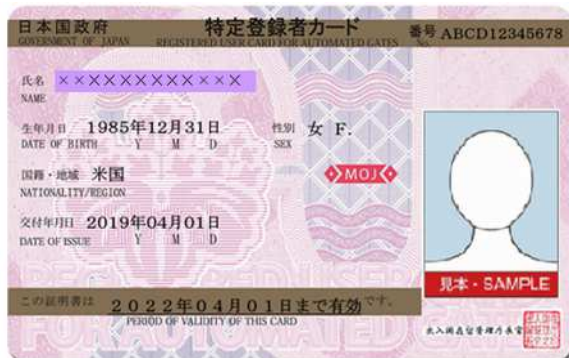 日本国政府 特定登録者カード 番号 ABCD12345678
GOVERNMENT OF JAPAN REGISTERED USER CARD FOR AUTOMATED GATES No.
氏名 ××××××××××××
NAME
生年月日 1985年12月31日 性別 女 F.
DATE OF BIRTH Y M D SEX
国籍・地域 米国
NATIONALITY/REGION
MOJ
交付年月日 2019年04月01日
DATE OF ISSUE Y M D
見本・SAMPLE
この証明書は 2022年04月01日まで有効 です。
PERIOD OF VALIDITY OF THIS CARD
出入国在留管理庁長官
REGISTERED USER
FOR AUTOMATED GATES